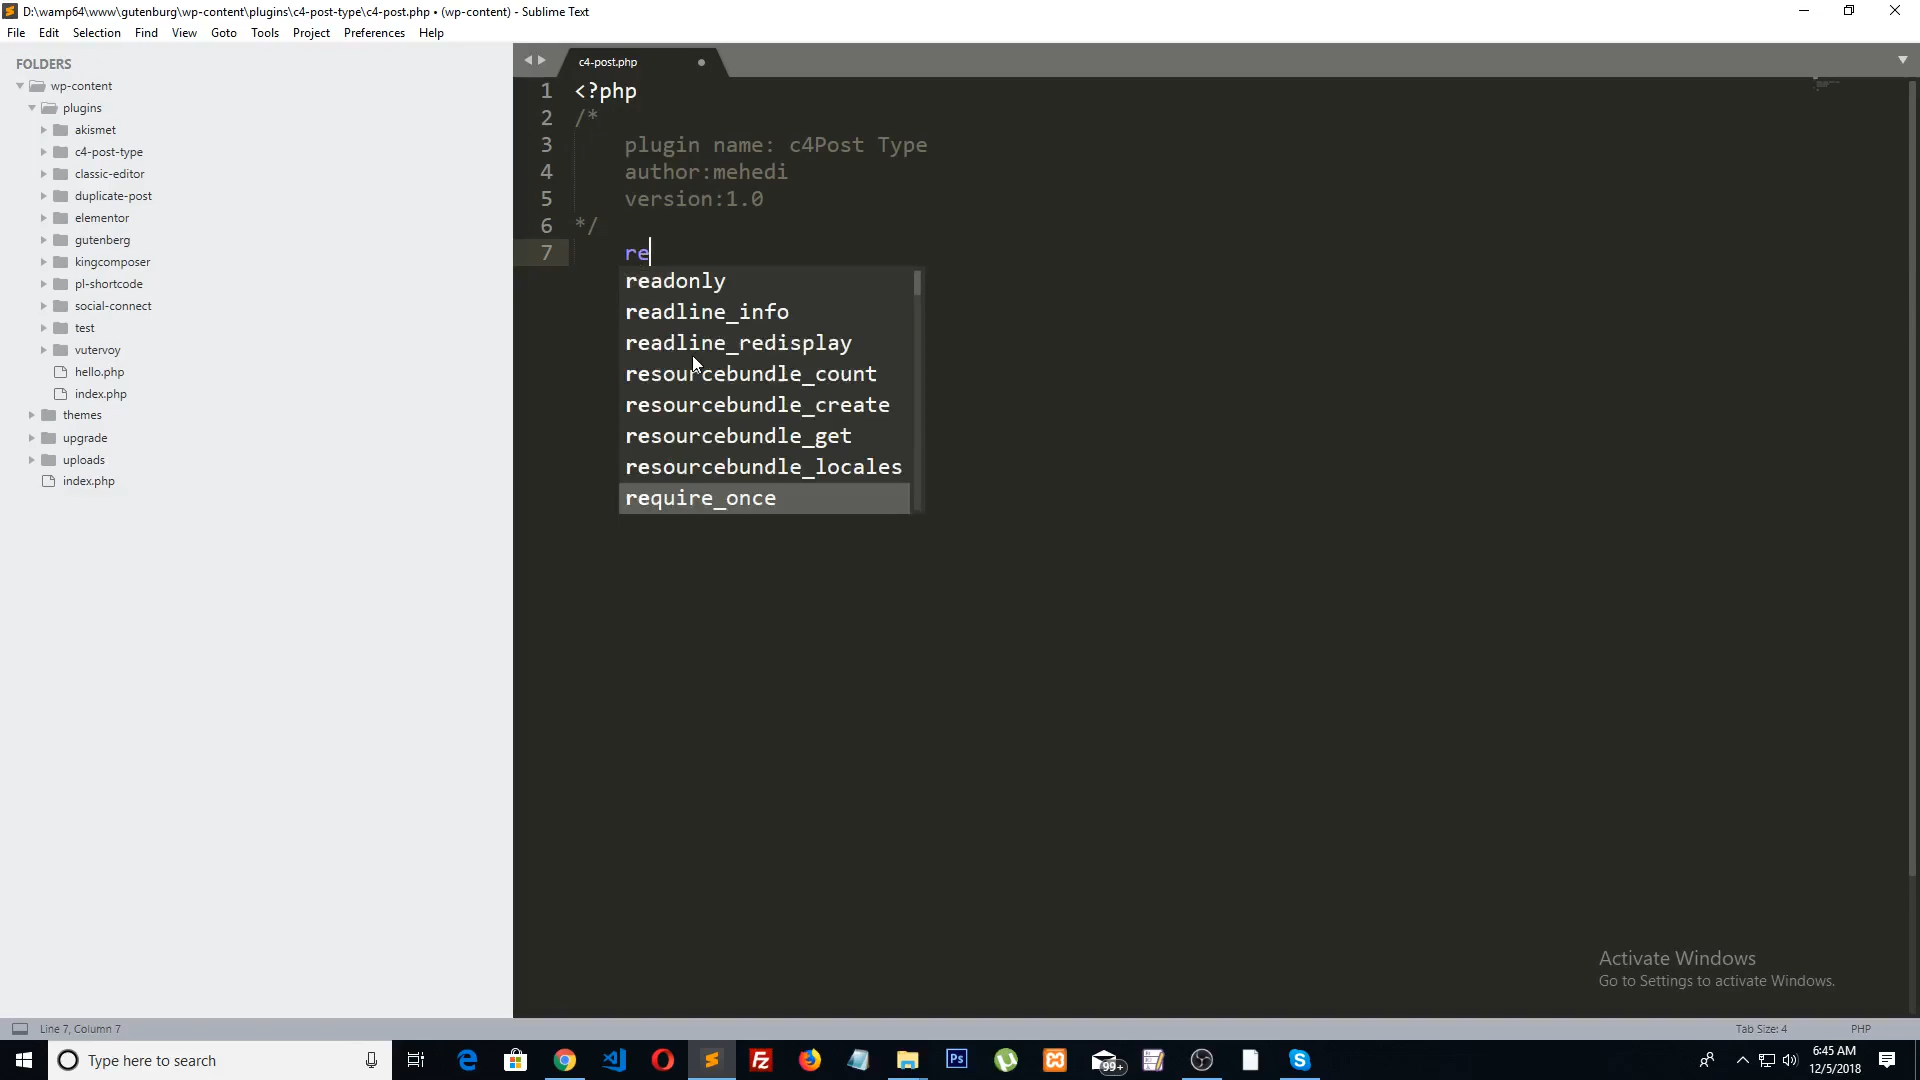 D:\wamp64\www\gutenburg\wp-content\plugins\c4-post-type\c4-post.php • (wp-content) - Sublime Text
File Edit Selection Find View Goto Tools Project Preferences Help
FOLDERS
wp-content
plugins
akismet
c4-post-type
classic-editor
duplicate-post
elementor
gutenberg
kingcomposer
pl-shortcode
social-connect
test
vutervoy
hello.php
index.php
themes
upgrade
uploads
index.php
c4-post.php
1 <?php
2 /*
3 plugin name: c4Post Type
4 author:mehedi
5 version:1.0
6 */
7 re
readonly
readline_info
readline_redisplay
resourcebundle_count
resourcebundle_create
resourcebundle_get
resourcebundle_locales
require_once
Activate Windows
Go to Settings to activate Windows.
Line 7, Column 7
Tab Size: 4
PHP
Type here to search
Ps
99+
6:45 AM
12/5/2018